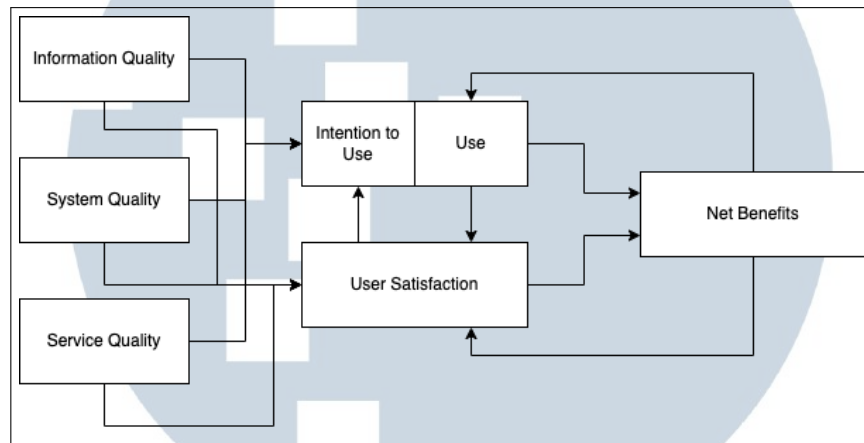 Information Quality
Intention to
Use
Use
System Quality
Net Benefits
User Satisfaction
Service Quality